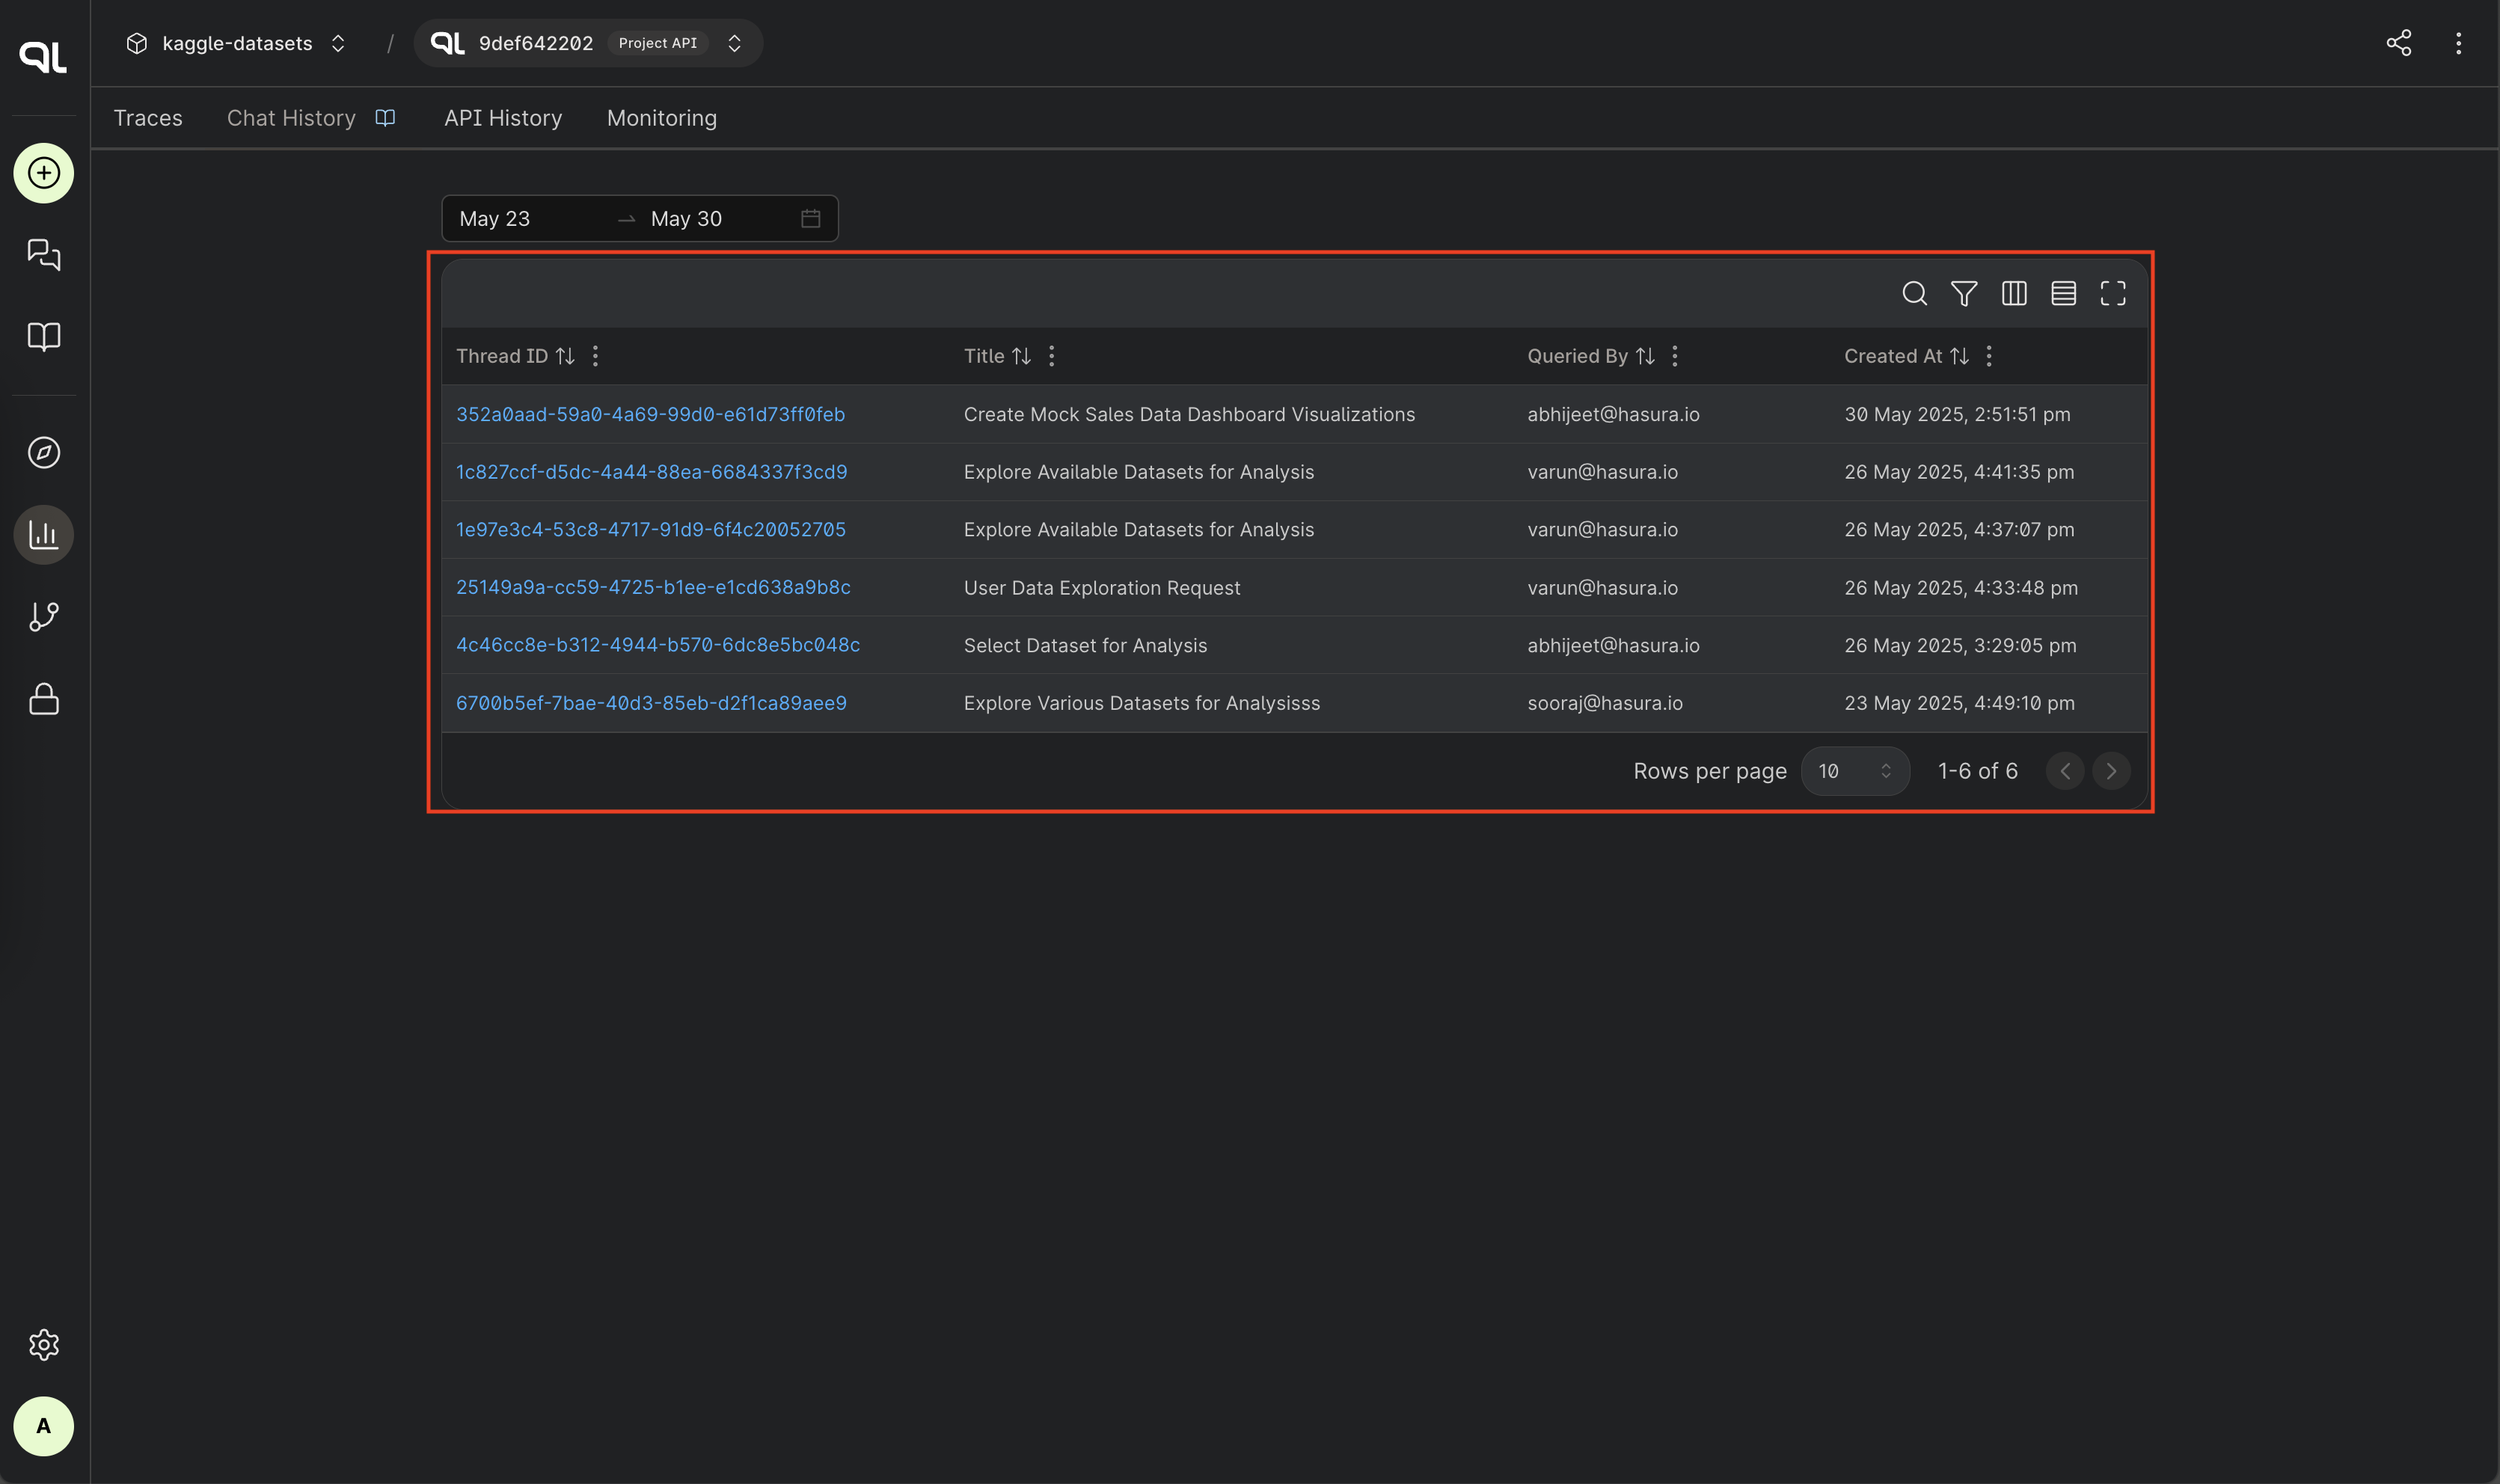 QL
kaggle-datasets / QL 9def642202 Project API
Traces Chat History API History Monitoring
May 23 → May 30
Thread ID Title Queried By Created At
352a0aad-59a0-4a69-99d0-e61d73ff0feb Create Mock Sales Data Dashboard Visualizations abhijeet@hasura.io 30 May 2025, 2:51:51 pm
1c827ccf-d5dc-4a44-88ea-6684337f3cd9 Explore Available Datasets for Analysis varun@hasura.io 26 May 2025, 4:41:35 pm
1e97e3c4-53c8-4717-91d9-6f4c20052705 Explore Available Datasets for Analysis varun@hasura.io 26 May 2025, 4:37:07 pm
25149a9a-cc59-4725-b1ee-e1cd638a9b8c User Data Exploration Request varun@hasura.io 26 May 2025, 4:33:48 pm
4c46cc8e-b312-4944-b570-6dc8e5bc048c Select Dataset for Analysis abhijeet@hasura.io 26 May 2025, 3:29:05 pm
6700b5ef-7bae-40d3-85eb-d2f1ca89aee9 Explore Various Datasets for Analysisss sooraj@hasura.io 23 May 2025, 4:49:10 pm
Rows per page 10 1-6 of 6
A